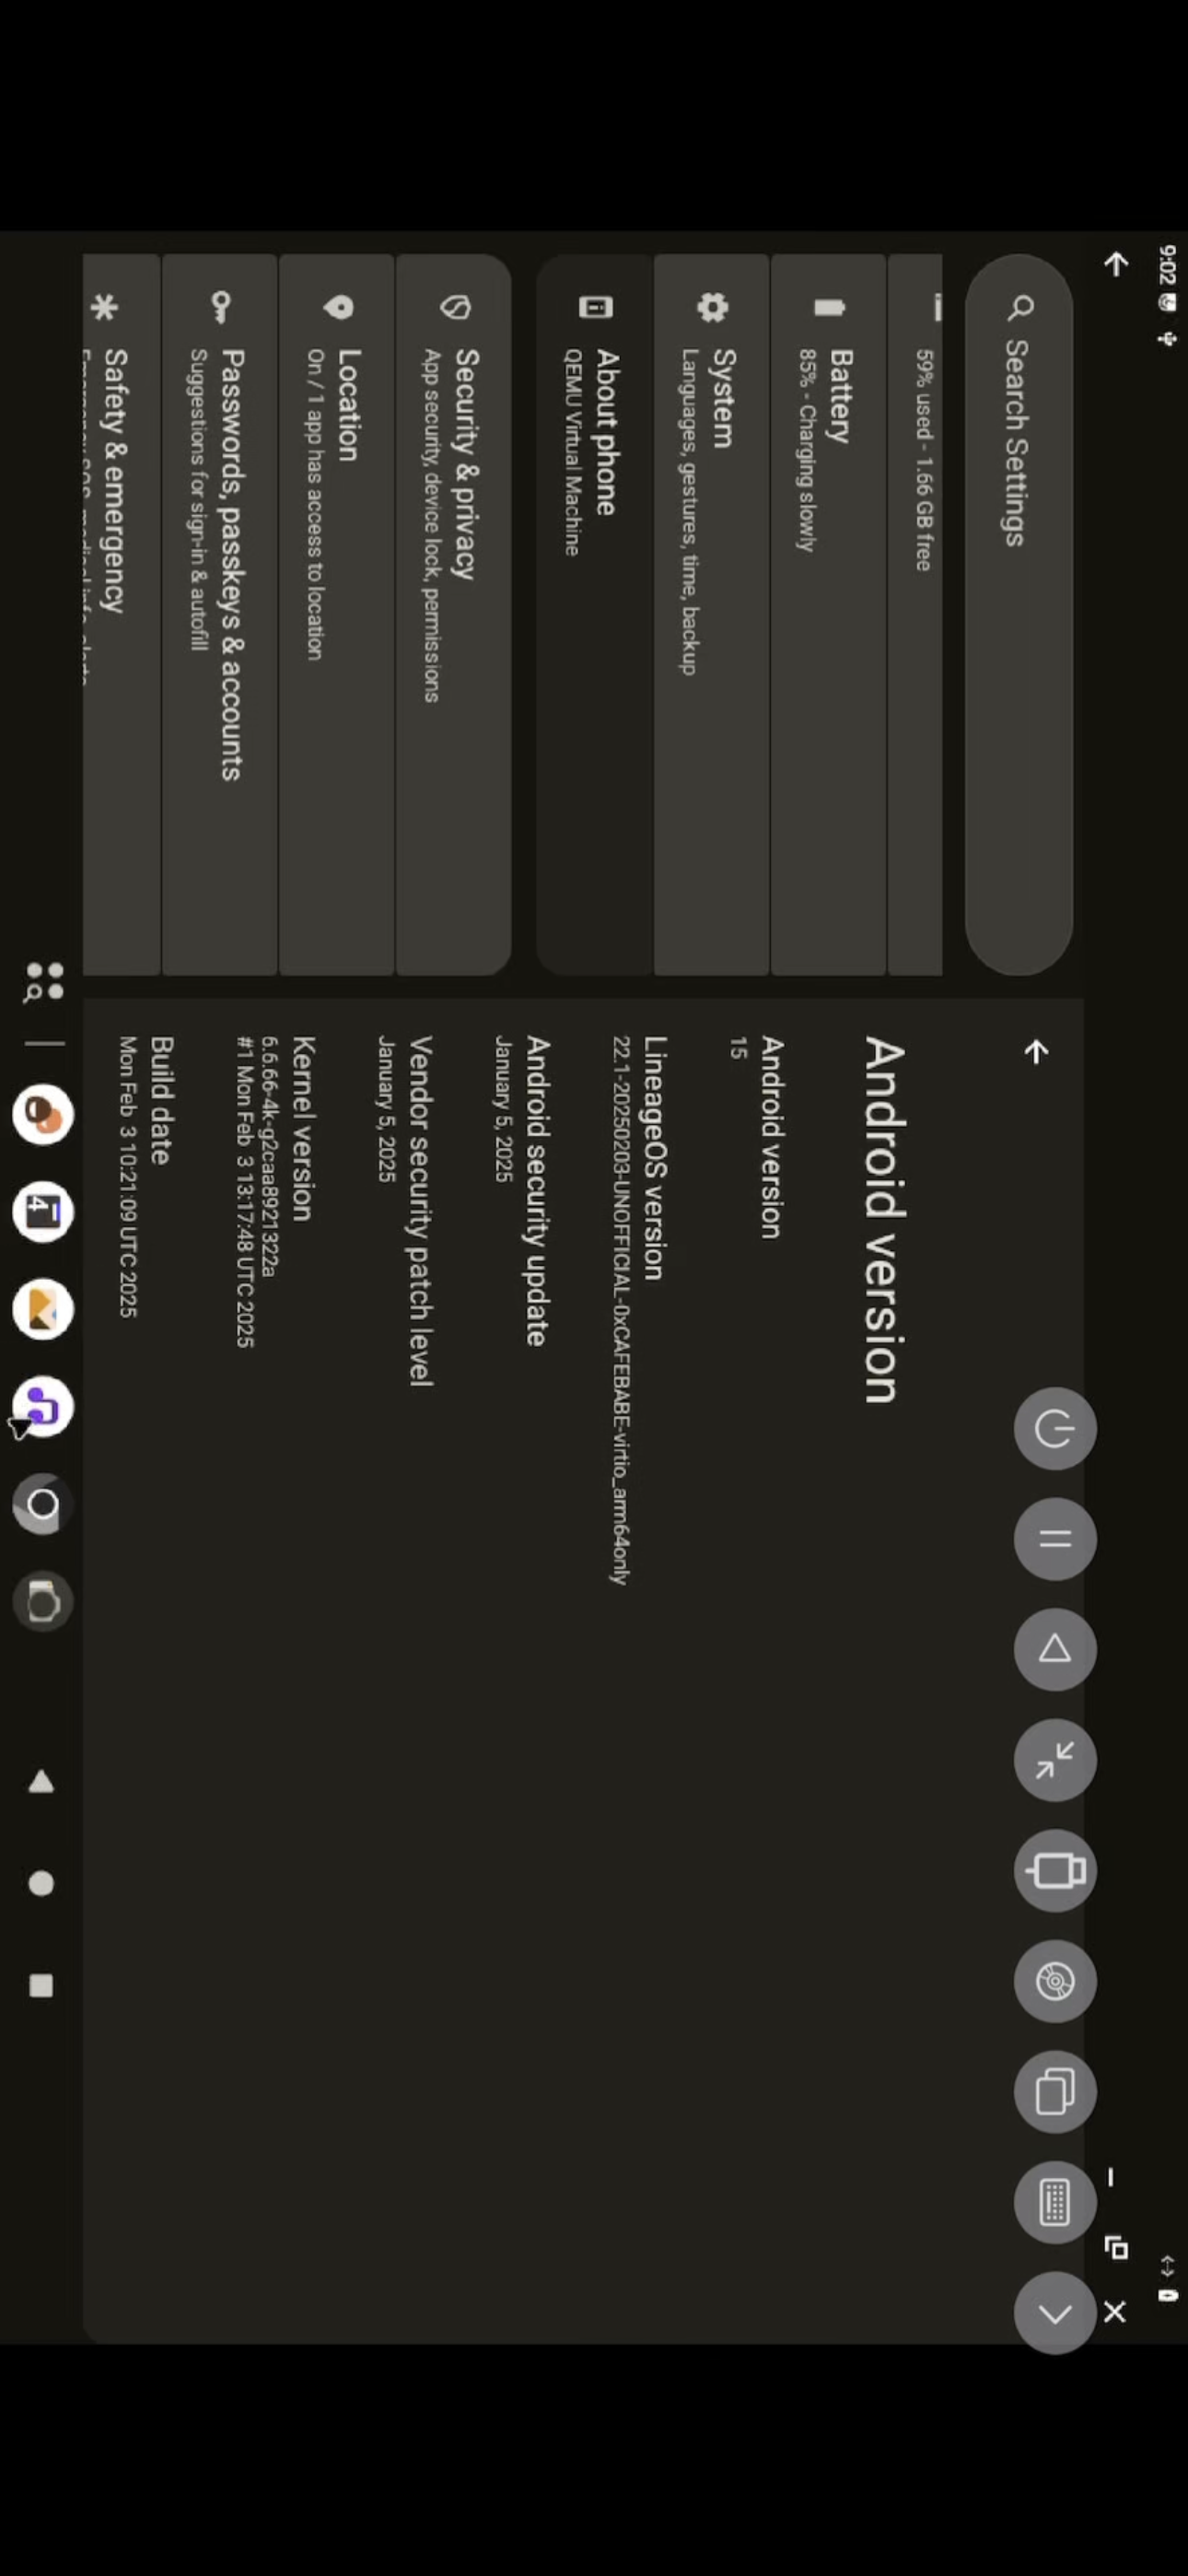 9:02
Search Settings
59% used - 1.66 GB free
Battery
85% - Charging slowly
System
Languages, gestures, time, backup
About phone
QEMU Virtual Machine
Security & privacy
App security, device lock, permissions
Location
On / 1 app has access to location
Passwords, passkeys & accounts
Suggestions for sign-in & autofill
Safety & emergency
Android version
Android version
15
LineageOS version
22.1-20250203-UNOFFICIAL-0xCAFEBABE-virtio_arm64only
Android security update
January 5, 2025
Vendor security patch level
January 5, 2025
Kernel version
6.6.66-4k-g2caa8921322a
#1 Mon Feb 3 13:17:48 UTC 2025
Build date
Mon Feb 3 10:21:09 UTC 2025
4